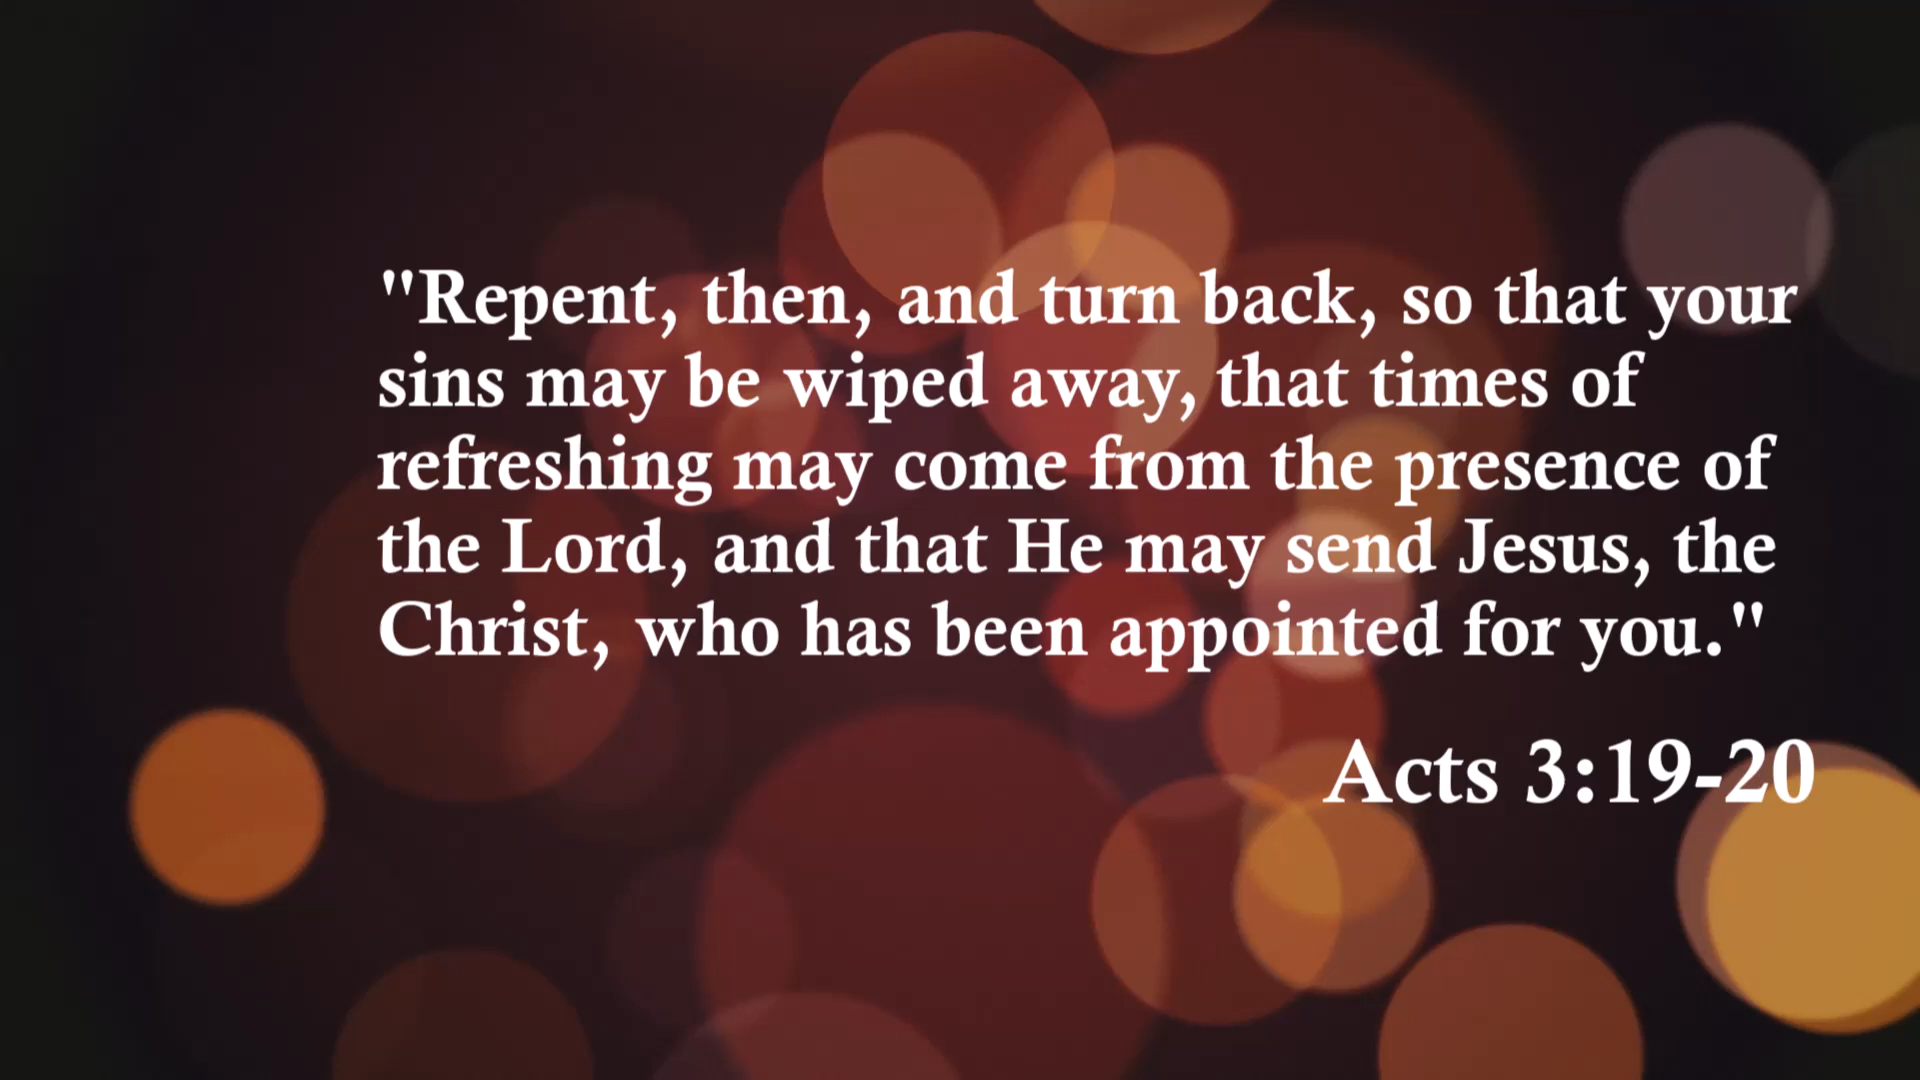 "Repent, then, and turn back, so that your
sins may be wiped away, that times of
refreshing may come from the presence of
the Lord, and that He may send Jesus, the
Christ, who has been appointed for you."
Acts 3:19-20